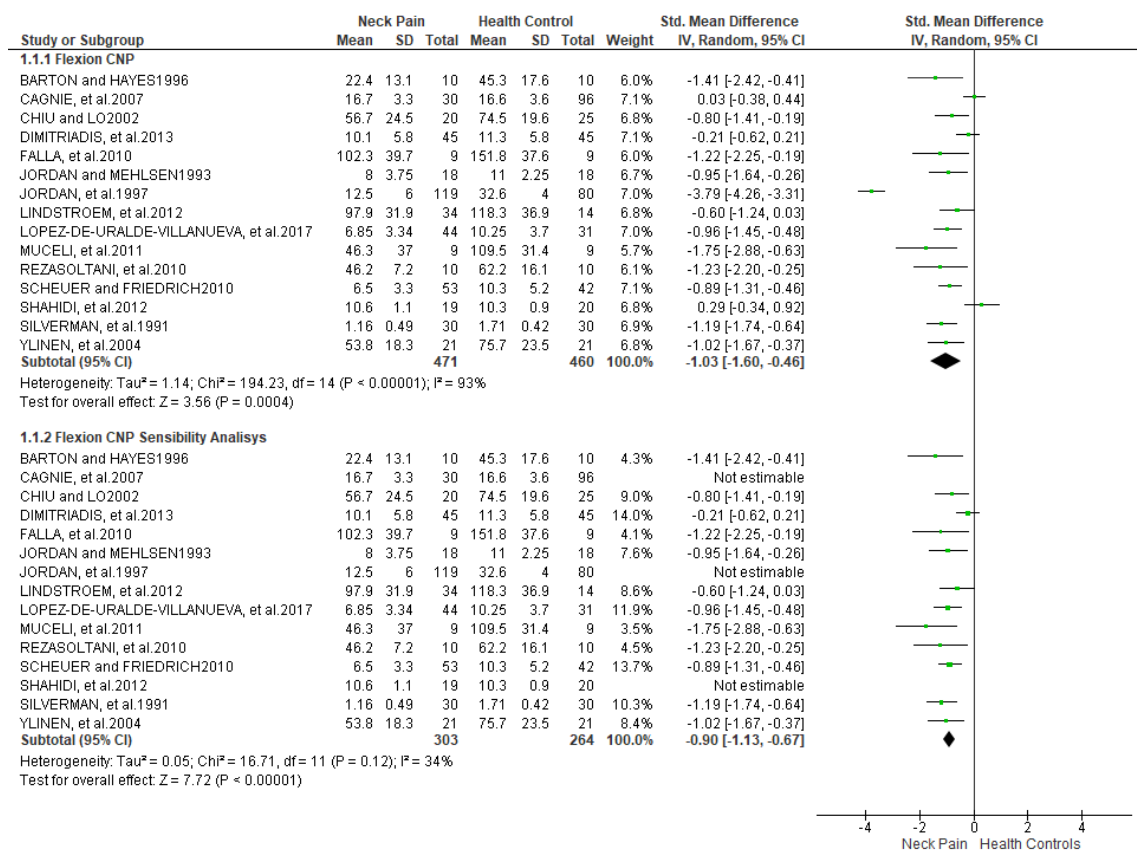 Neck Pain Health Control Std. Mean Difference Std. Mean Difference
Study or Subgroup Mean SD Total Mean SD Total Weight IV, Random, 95% CI IV, Random, 95% CI
1.1.1 Flexion CNP
BARTON and HAYES1996 22.4 13.1 10 45.3 17.6 10 6.0% -1.41 [-2.42, -0.41]
CAGNIE, et al.2007 16.7 3.3 30 16.6 3.6 96 7.1% 0.03 [-0.38, 0.44]
CHIU and LO2002 56.7 24.5 20 74.5 19.6 25 6.8% -0.80 [-1.41, -0.19]
DIMITRIADIS, et al.2013 10.1 5.8 45 11.3 5.8 45 7.1% -0.21 [-0.62, 0.21]
FALLA, et al.2010 102.3 39.7 9 151.8 37.6 9 6.0% -1.22 [-2.25, -0.19]
JORDAN and MEHLSEN1993 8 3.75 18 11 2.25 18 6.7% -0.95 [-1.64, -0.26]
JORDAN, et al.1997 12.5 6 119 32.6 4 80 7.0% -3.79 [-4.26, -3.31]
LINDSTROEM, et al.2012 97.9 31.9 34 118.3 36.9 14 6.8% -0.60 [-1.24, 0.03]
LOPEZ-DE-URALDE-VILLANUEVA, et al.2017 6.85 3.34 44 10.25 3.7 31 7.0% -0.96 [-1.45, -0.48]
MUCELI, et al.2011 46.3 37 9 109.5 31.4 9 5.8% -1.75 [-2.88, -0.63]
REZASOLTANI, et al.2010 46.2 7.2 10 62.2 16.1 10 6.1% -1.23 [-2.20, -0.25]
SCHEUER and FRIEDRICH2010 6.5 3.3 53 10.3 5.2 42 7.1% -0.89 [-1.31, -0.46]
SHAHIDI, et al.2012 10.6 1.1 19 10.3 0.9 20 6.8% 0.29 [-0.34, 0.92]
SILVERMAN, et al.1991 1.16 0.49 30 1.71 0.42 30 6.9% -1.19 [-1.74, -0.64]
YLINEN, et al.2004 53.8 18.3 21 75.7 23.5 21 6.8% -1.02 [-1.67, -0.37]
Subtotal (95% CI) 471 460 100.0% -1.03 [-1.60, -0.46]
Heterogeneity: Tau² = 1.14; Chi² = 194.23, df = 14 (P < 0.00001); I² = 93%
Test for overall effect: Z = 3.56 (P = 0.0004)
1.1.2 Flexion CNP Sensibility Analisys
BARTON and HAYES1996 22.4 13.1 10 45.3 17.6 10 4.3% -1.41 [-2.42, -0.41]
CAGNIE, et al.2007 16.7 3.3 30 16.6 3.6 96 Not estimable
CHIU and LO2002 56.7 24.5 20 74.5 19.6 25 9.0% -0.80 [-1.41, -0.19]
DIMITRIADIS, et al.2013 10.1 5.8 45 11.3 5.8 45 14.0% -0.21 [-0.62, 0.21]
FALLA, et al.2010 102.3 39.7 9 151.8 37.6 9 4.1% -1.22 [-2.25, -0.19]
JORDAN and MEHLSEN1993 8 3.75 18 11 2.25 18 7.6% -0.95 [-1.64, -0.26]
JORDAN, et al.1997 12.5 6 119 32.6 4 80 Not estimable
LINDSTROEM, et al.2012 97.9 31.9 34 118.3 36.9 14 8.6% -0.60 [-1.24, 0.03]
LOPEZ-DE-URALDE-VILLANUEVA, et al.2017 6.85 3.34 44 10.25 3.7 31 11.9% -0.96 [-1.45, -0.48]
MUCELI, et al.2011 46.3 37 9 109.5 31.4 9 3.5% -1.75 [-2.88, -0.63]
REZASOLTANI, et al.2010 46.2 7.2 10 62.2 16.1 10 4.5% -1.23 [-2.20, -0.25]
SCHEUER and FRIEDRICH2010 6.5 3.3 53 10.3 5.2 42 13.7% -0.89 [-1.31, -0.46]
SHAHIDI, et al.2012 10.6 1.1 19 10.3 0.9 20 Not estimable
SILVERMAN, et al.1991 1.16 0.49 30 1.71 0.42 30 10.3% -1.19 [-1.74, -0.64]
YLINEN, et al.2004 53.8 18.3 21 75.7 23.5 21 8.4% -1.02 [-1.67, -0.37]
Subtotal (95% CI) 303 264 100.0% -0.90 [-1.13, -0.67]
Heterogeneity: Tau² = 0.05; Chi² = 16.71, df = 11 (P = 0.12); I² = 34%
Test for overall effect: Z = 7.72 (P < 0.00001)
-4 -2 0 2 4
Neck Pain Health Controls